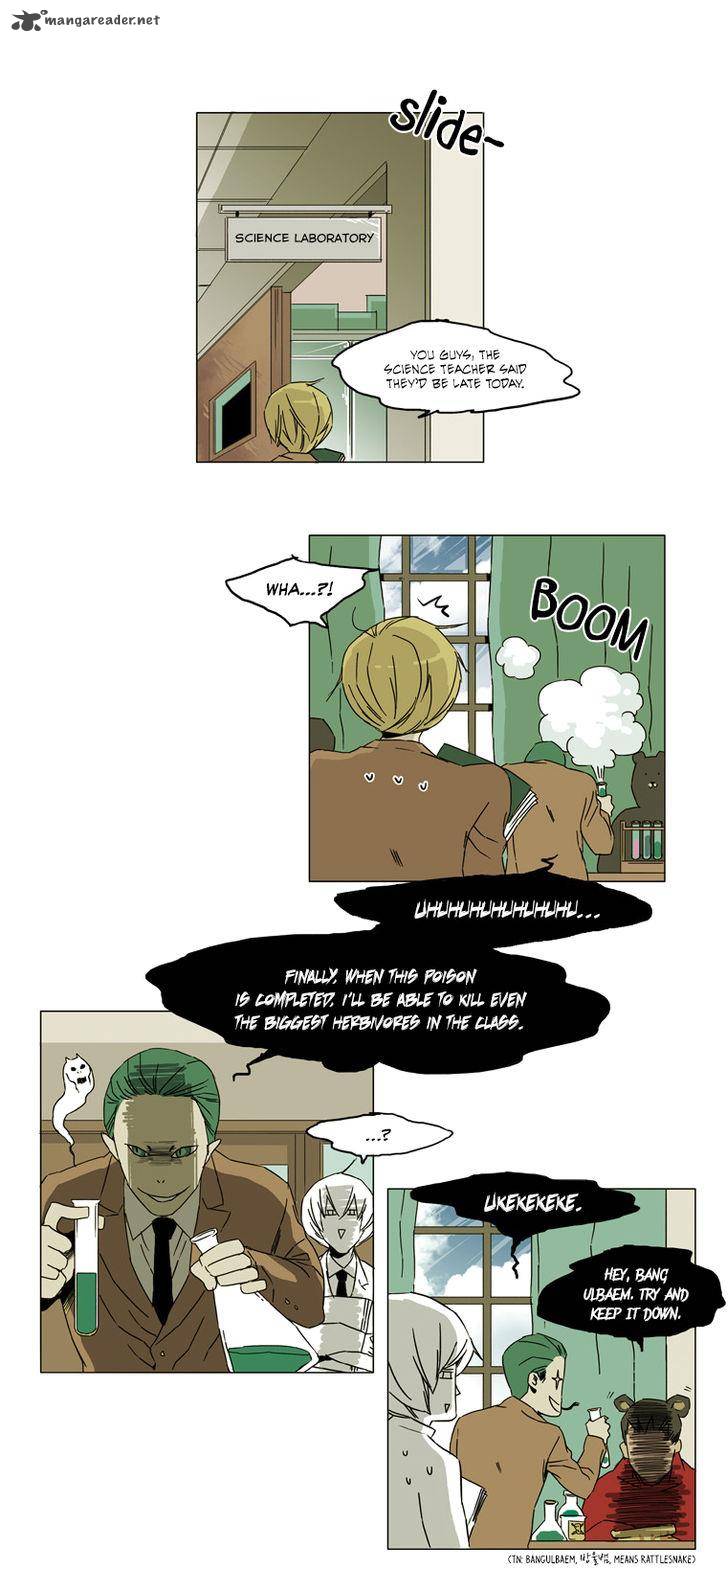 mangareader.net
slide~
SCIENCE LABORATORY
YOU GUYS, THE
SCIENCE TEACHER SAID
THEY'D BE LATE TODAY.
WHA...?!
BOOM
UHUHUHUHUHUHUHU...
FINALLY, WHEN THIS POISON
IS COMPLETED, I'LL BE ABLE TO KILL EVEN
THE BIGGEST HERBIVORES IN THE CLASS.
...?
UKEKEKEKE.
HEY, BANG
ULBAEM. TRY AND
KEEP IT DOWN.
(TN: BANGULBAEM, 방울뱀, MEANS RATTLESNAKE)